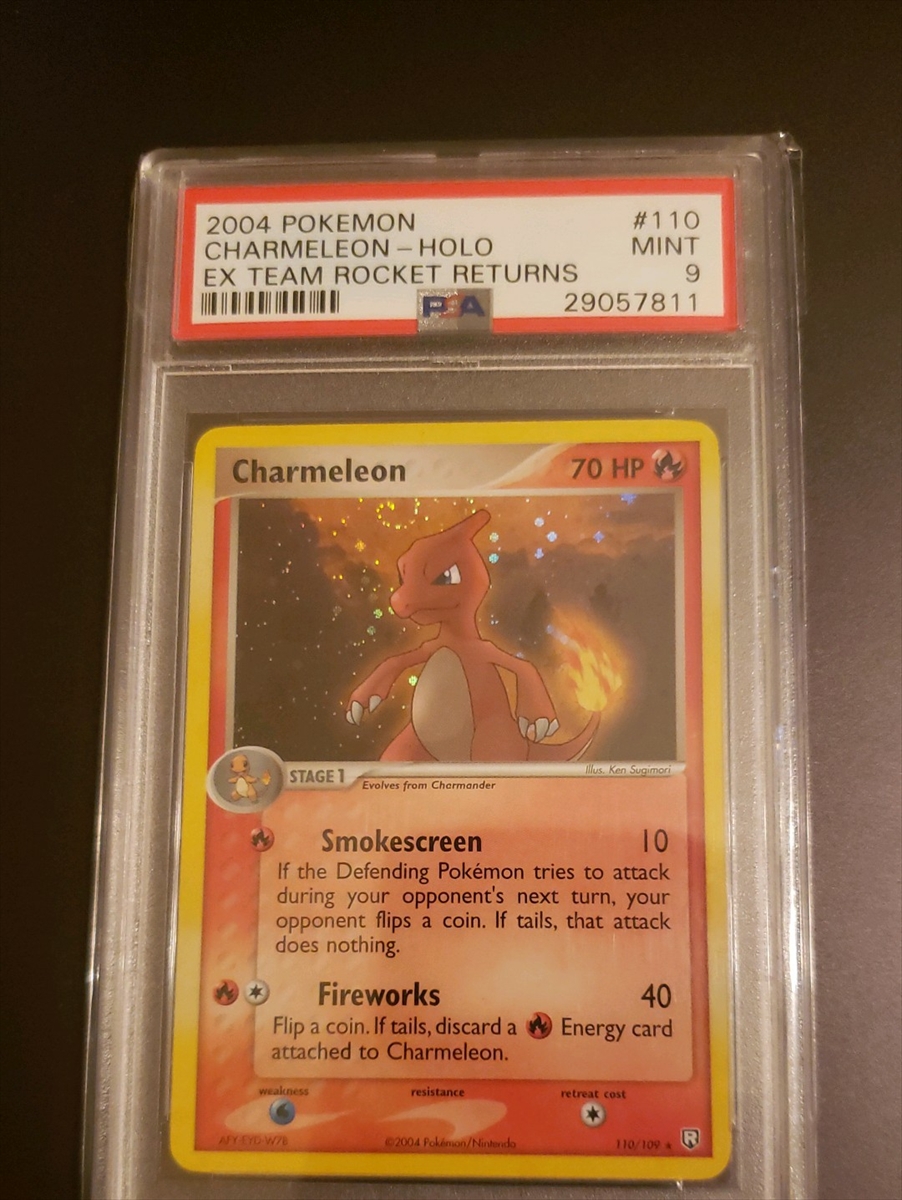 2004 POKEMON #110
CHARMELEON - HOLO MINT
EX TEAM ROCKET RETURNS 9
PSA 29057811
Charmeleon 70 HP
STAGE 1
Illus. Ken Sugimori
Evolves from Charmander
Smokescreen 10
If the Defending Pokémon tries to attack
during your opponent's next turn, your
opponent flips a coin. If tails, that attack
does nothing.
Fireworks 40
Flip a coin. If tails, discard a Energy card
attached to Charmeleon.
weakness resistance retreat cost
AFY-EYG-W7B ©2004 Pokémon/Nintendo 110/109 ★ R